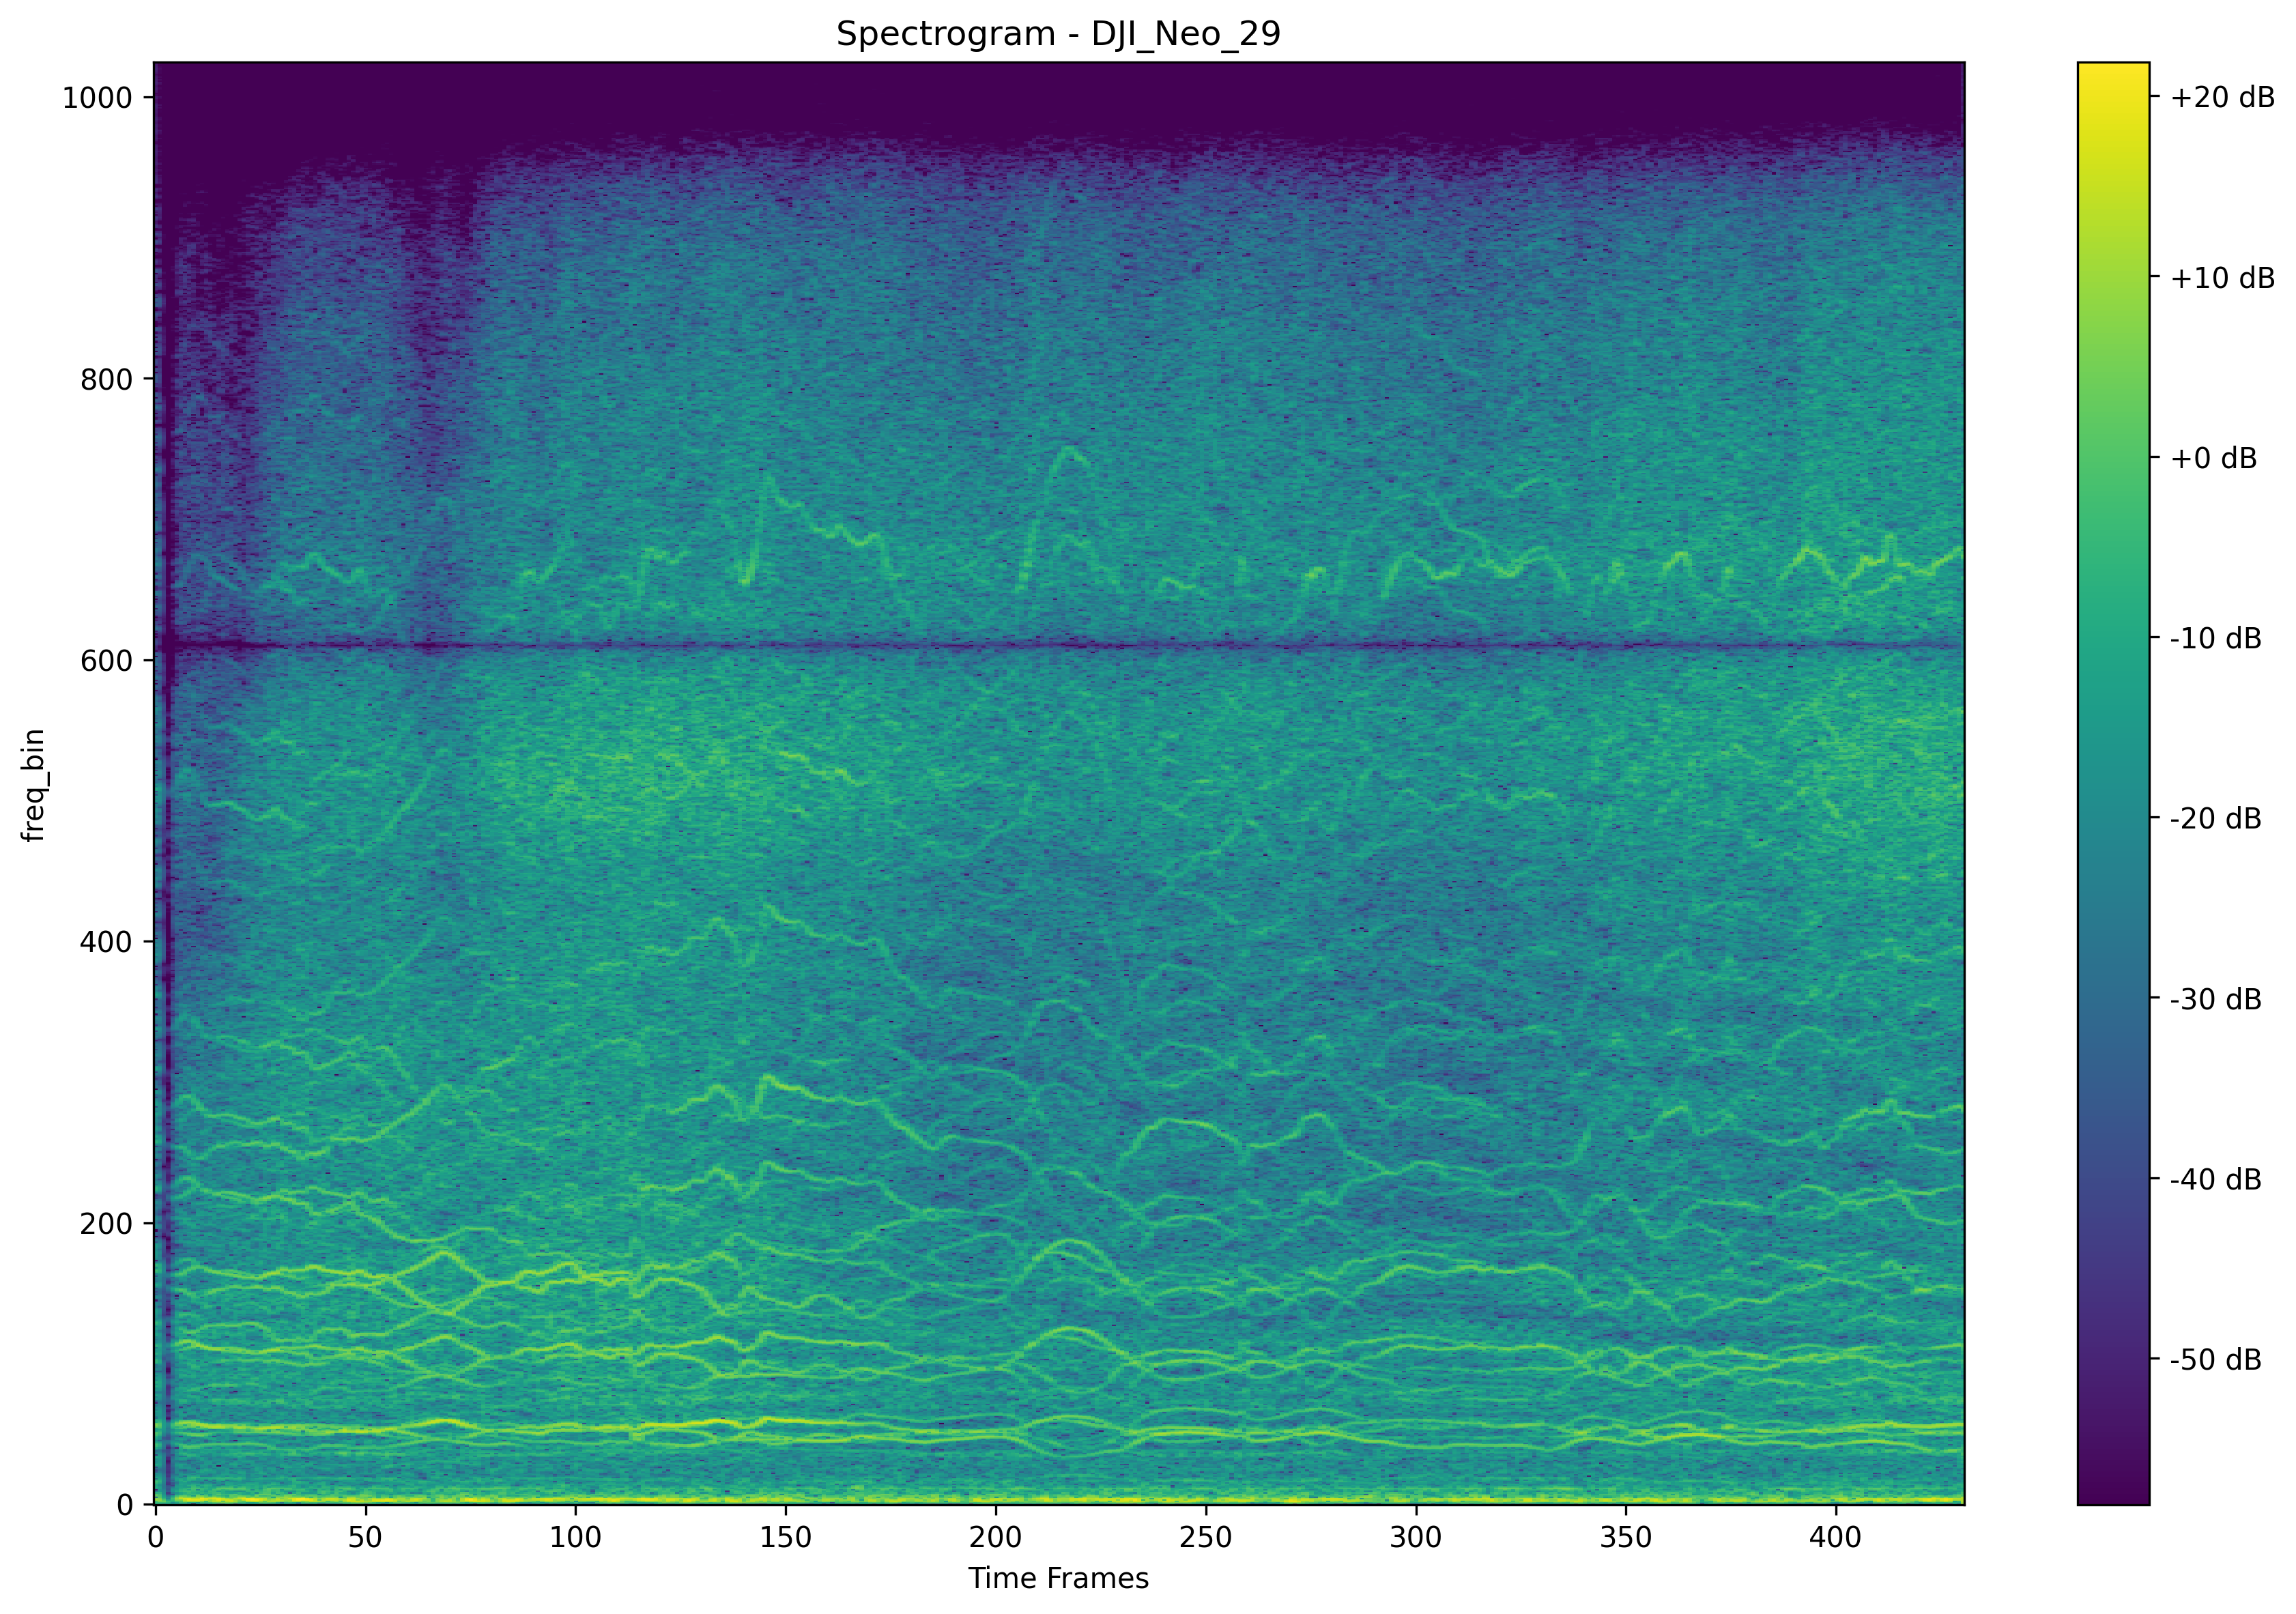 Spectrogram - DJI_Neo_29
1000
800
600
400
200
0
freq_bin
0 50 100 150 200 250 300 350 400
Time Frames
+20 dB
+10 dB
+0 dB
-10 dB
-20 dB
-30 dB
-40 dB
-50 dB